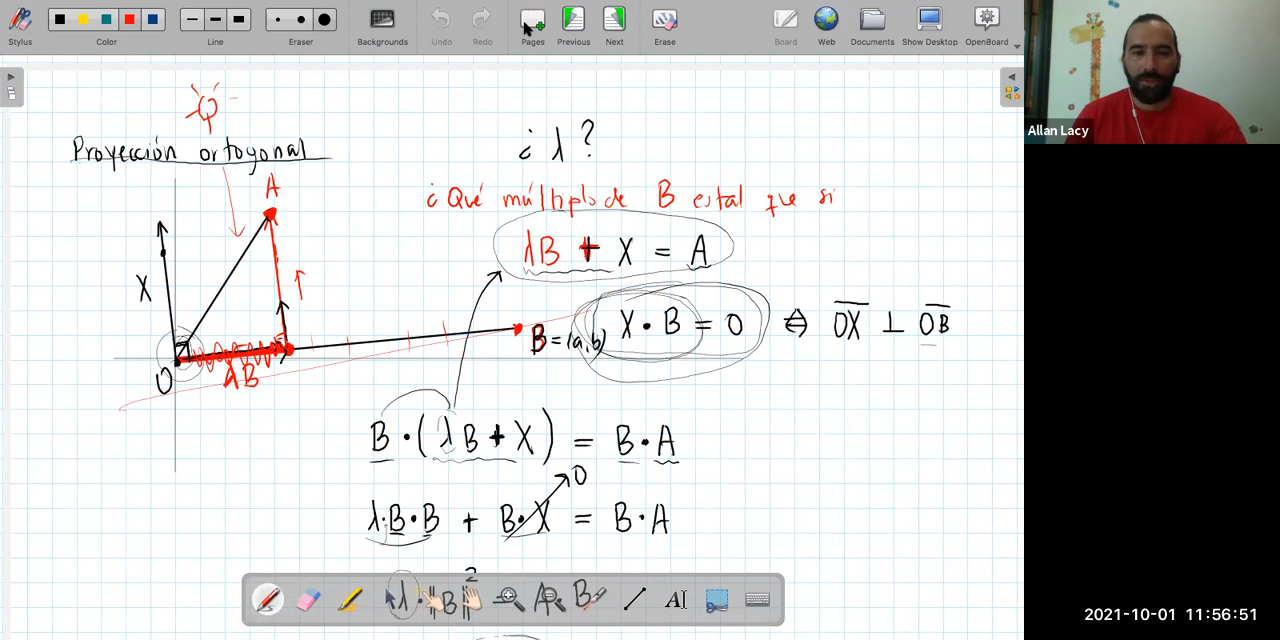 Stylus
Color
Line
Eraser
Backgrounds
Undo
Redo
Pages
Previous
Next
Erase
Board
Web
Documents
Show Desktop
OpenBoard
Allan Lacy
Proyección ortogonal
¿ λ ?
¿Qué múltiplo de B es tal que si
λB + X = A
A
X
O
λB
B = (a,b)
X · B = 0 ⇔ OX ⊥ OB
B · (λB + X) = B · A
0
λ·B·B + B·X = B·A
λ·||B||² = A·B
2021-10-01 11:56:51